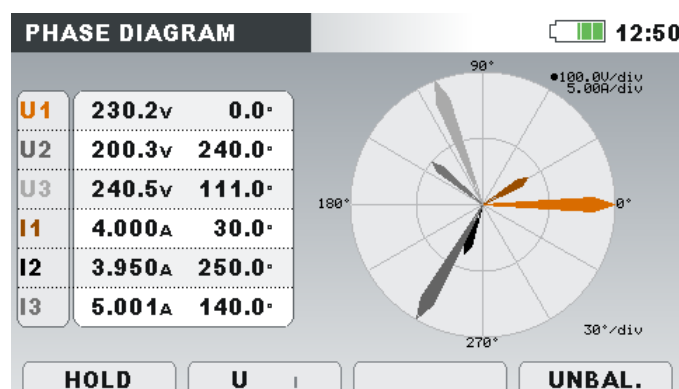 PHASE DIAGRAM 12:50
90°
●100.0V/div
5.00A/div
U1 230.2V 0.0°
U2 200.3V 240.0°
U3 240.5V 111.0°
180° 0°
I1 4.000A 30.0°
I2 3.950A 250.0°
I3 5.001A 140.0°
30°/div
270°
HOLD U I UNBAL.